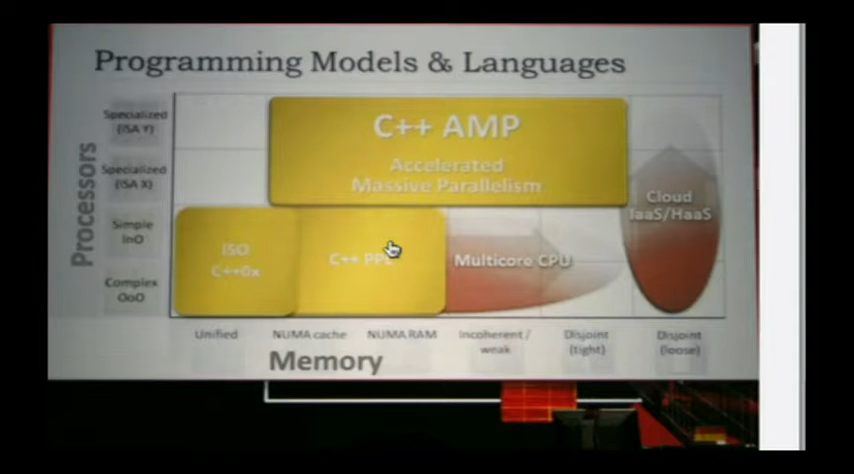 Programming Models & Languages
Processors
Specialized
(ISA Y)
Specialized
(ISA X)
Simple
InO
Complex
OoO
C++ AMP
Accelerated
Massive Parallelism
ISO
C++0x
C++ PPL
Multicore CPU
Cloud
IaaS/HaaS
Unified
NUMA cache
NUMA RAM
Incoherent /
weak
Disjoint
(tight)
Disjoint
(loose)
Memory